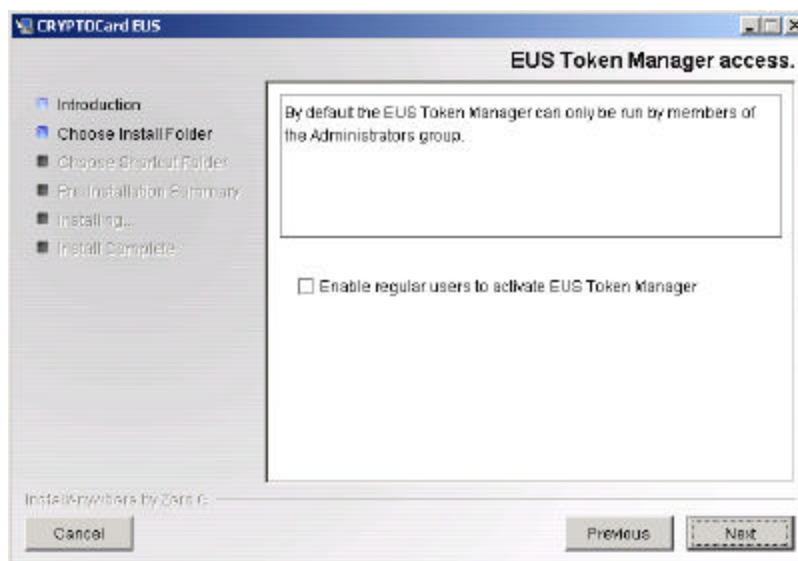 CRYPTOCard EUS
EUS Token Manager access.
Introduction
Choose Install Folder
Choose Shortcut Folder
Pre-Installation Summary
Installing...
Install Complete
By defaut the EUS Token Manager can only be run by members of
the Administrators group.
Enable regular users to activate EUS Token Manager
InstallAnywhere by Zero G
Cancel
Previous
Next